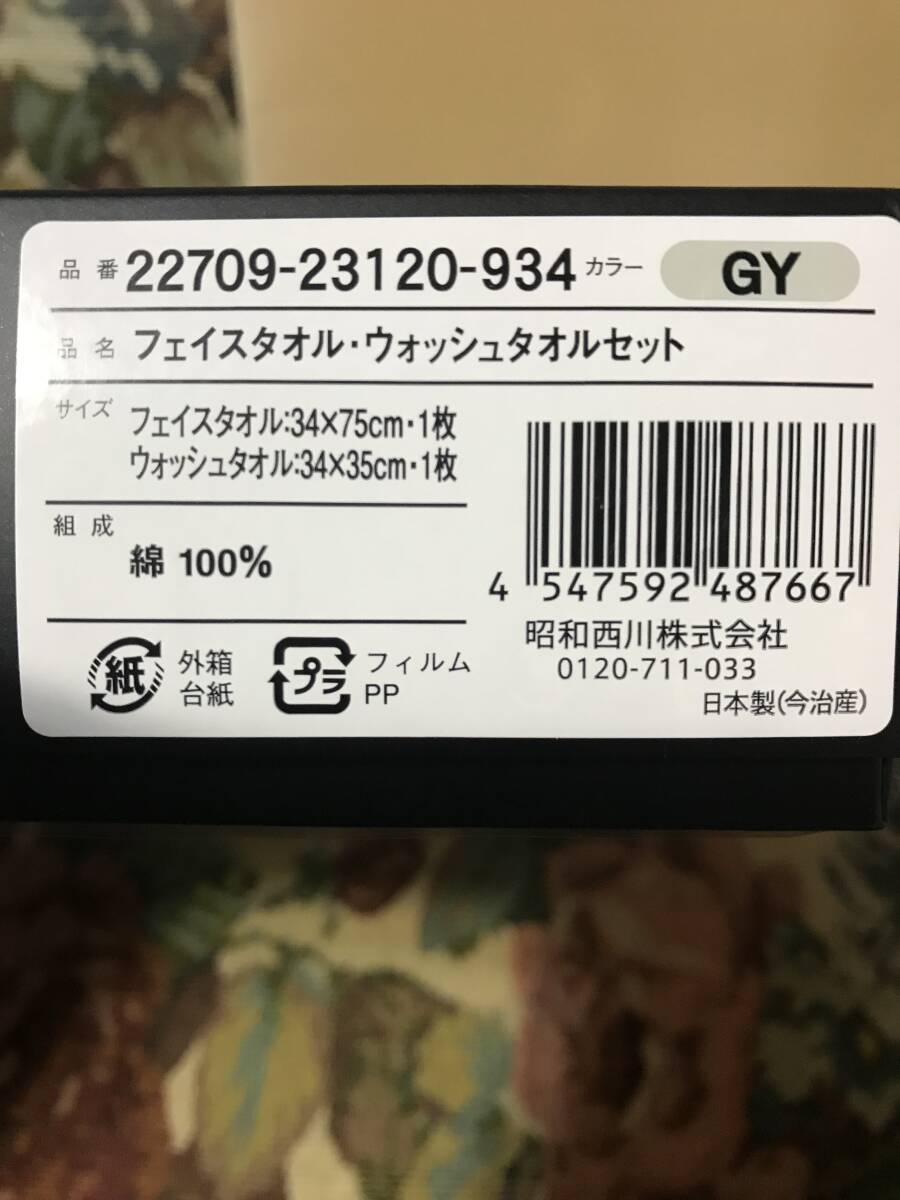 品番 22709-23120-934 カラー GY
品名 フェイスタオル・ウォッシュタオルセット
サイズ フェイスタオル:34×75cm・1枚
ウォッシュタオル:34×35cm・1枚
組成 綿 100%
4 547592 487667
昭和西川株式会社
0120-711-033
日本製(今治産)
紙 外箱
台紙
プラ フィルム
PP